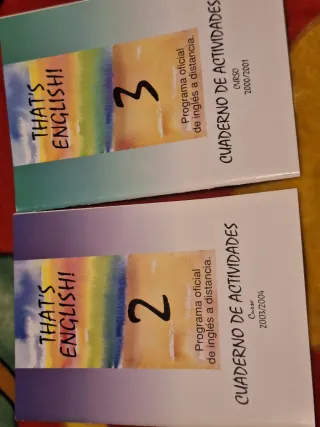 THAT'S
ENGLISH!
3
Programa oficial
de inglés a distancia.
CUADERNO DE ACTIVIDADES
CURSO
2000/2001
THAT'S
ENGLISH!
2
Programa oficial
de inglés a distancia.
CUADERNO DE ACTIVIDADES
Curso
2003/2004